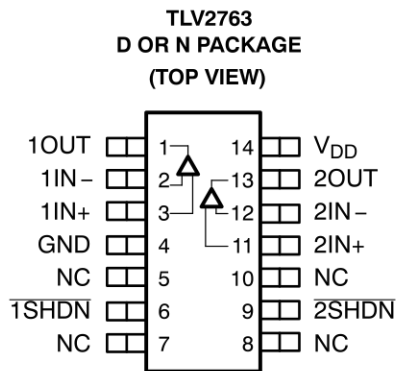 TLV2763
D OR N PACKAGE
(TOP VIEW)
1OUT 1 14 VDD
1IN− 2 13 2OUT
1IN+ 3 12 2IN−
GND 4 11 2IN+
NC 5 10 NC
1SHDN 6 9 2SHDN
NC 7 8 NC